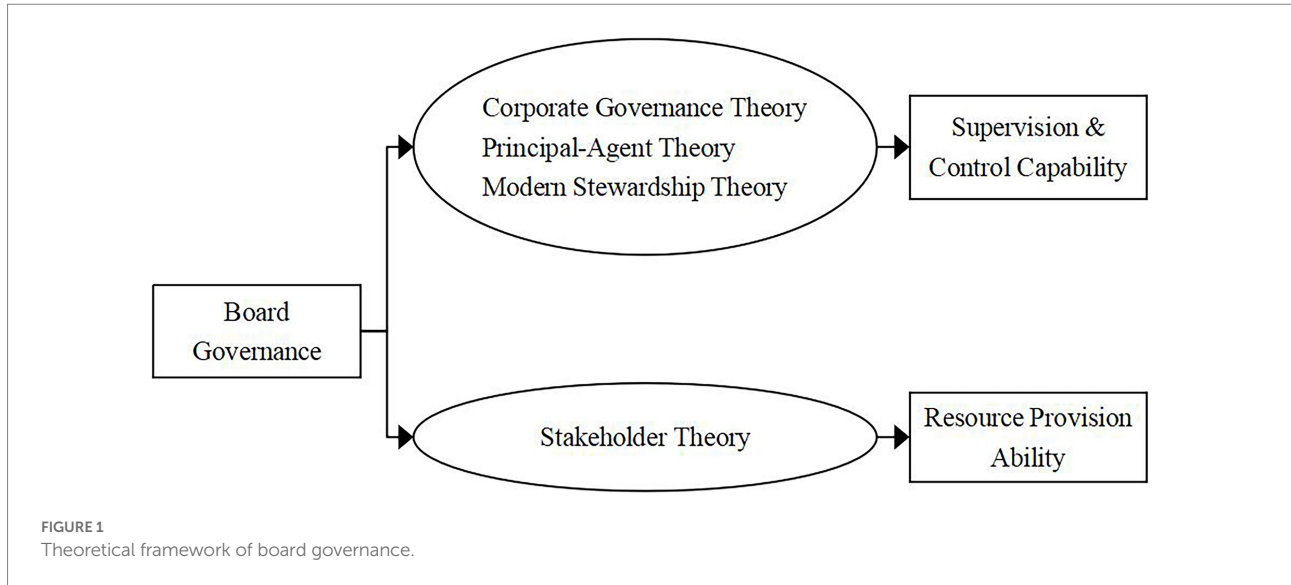 Corporate Governance Theory
Principal-Agent Theory
Modern Stewardship Theory
Supervision &
Control Capability
Board
Governance
Stakeholder Theory
Resource Provision
Ability
FIGURE 1
Theoretical framework of board governance.